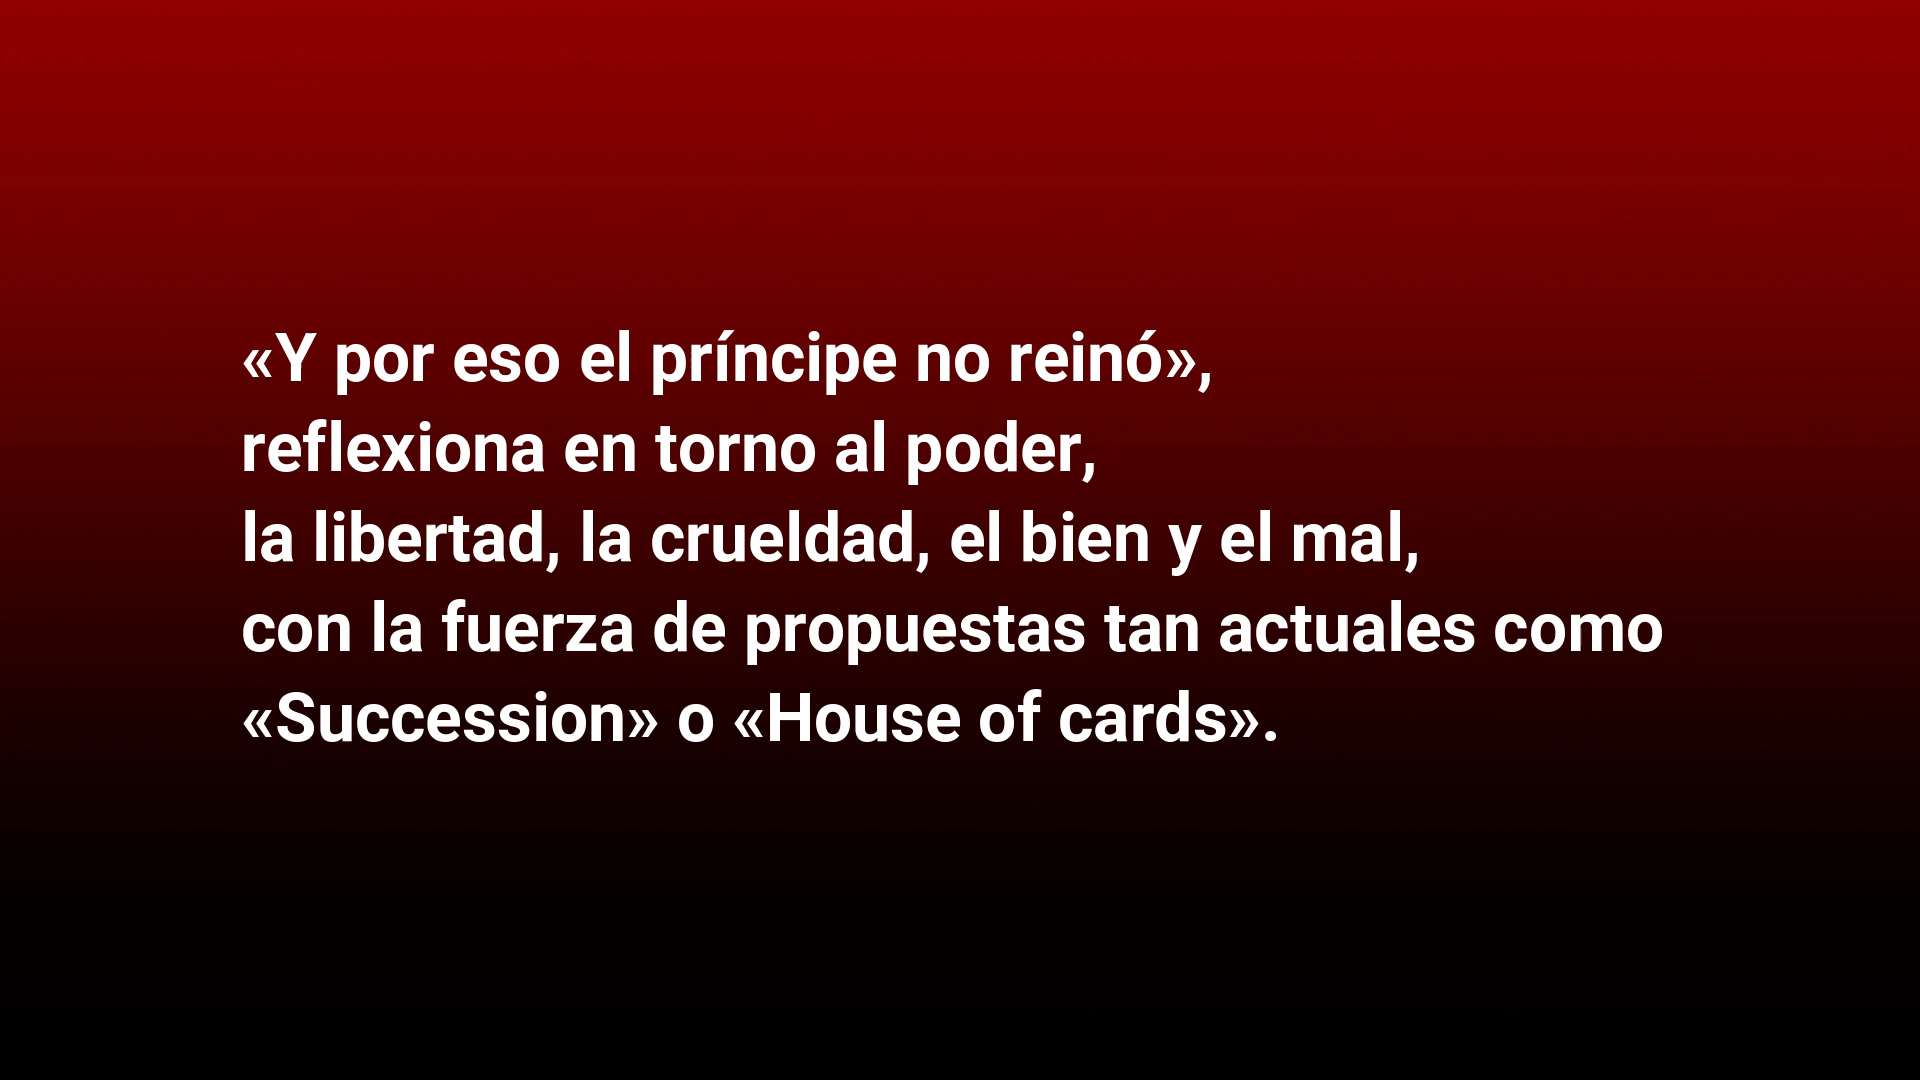 «Y por eso el príncipe no reinó»,
reflexiona en torno al poder,
la libertad, la crueldad, el bien y el mal,
con la fuerza de propuestas tan actuales como
«Succession» o «House of cards».